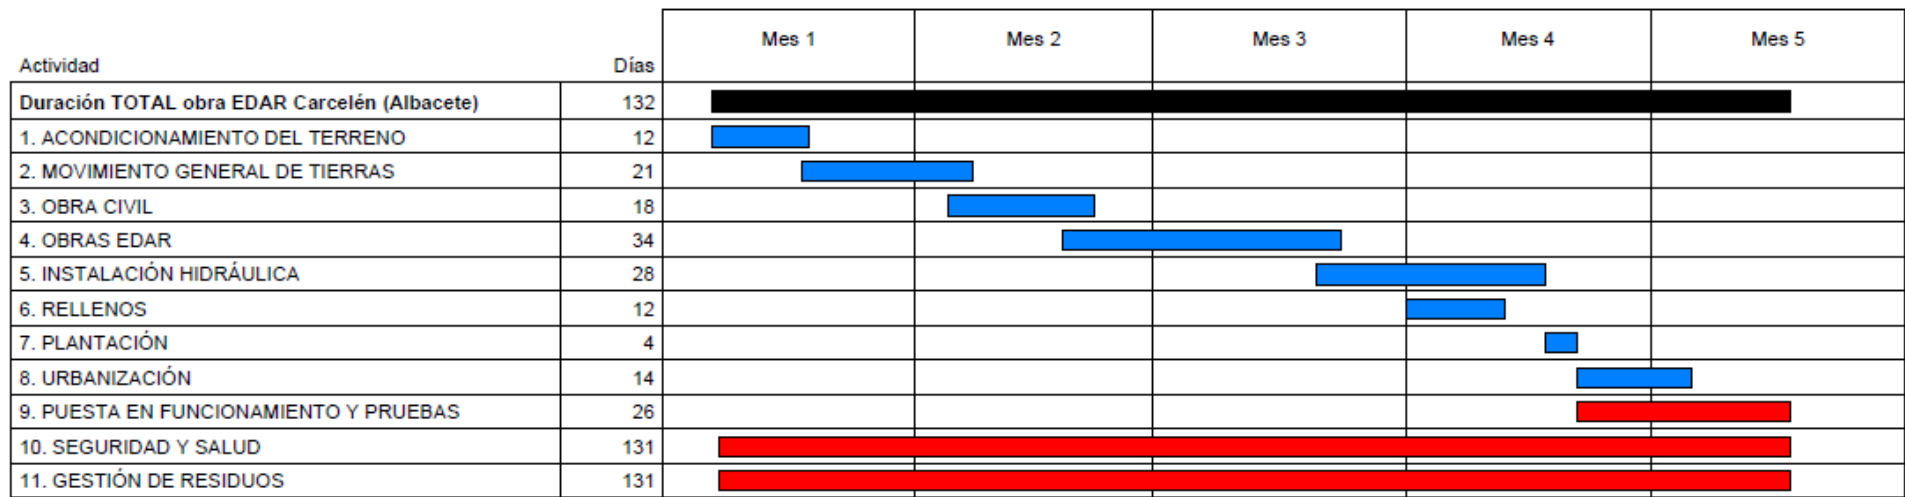 Mes 1 Mes 2 Mes 3 Mes 4 Mes 5
Actividad Días
Duración TOTAL obra EDAR Carcelén (Albacete) 132
1. ACONDICIONAMIENTO DEL TERRENO 12
2. MOVIMIENTO GENERAL DE TIERRAS 21
3. OBRA CIVIL 18
4. OBRAS EDAR 34
5. INSTALACIÓN HIDRÁULICA 28
6. RELLENOS 12
7. PLANTACIÓN 4
8. URBANIZACIÓN 14
9. PUESTA EN FUNCIONAMIENTO Y PRUEBAS 26
10. SEGURIDAD Y SALUD 131
11. GESTIÓN DE RESIDUOS 131